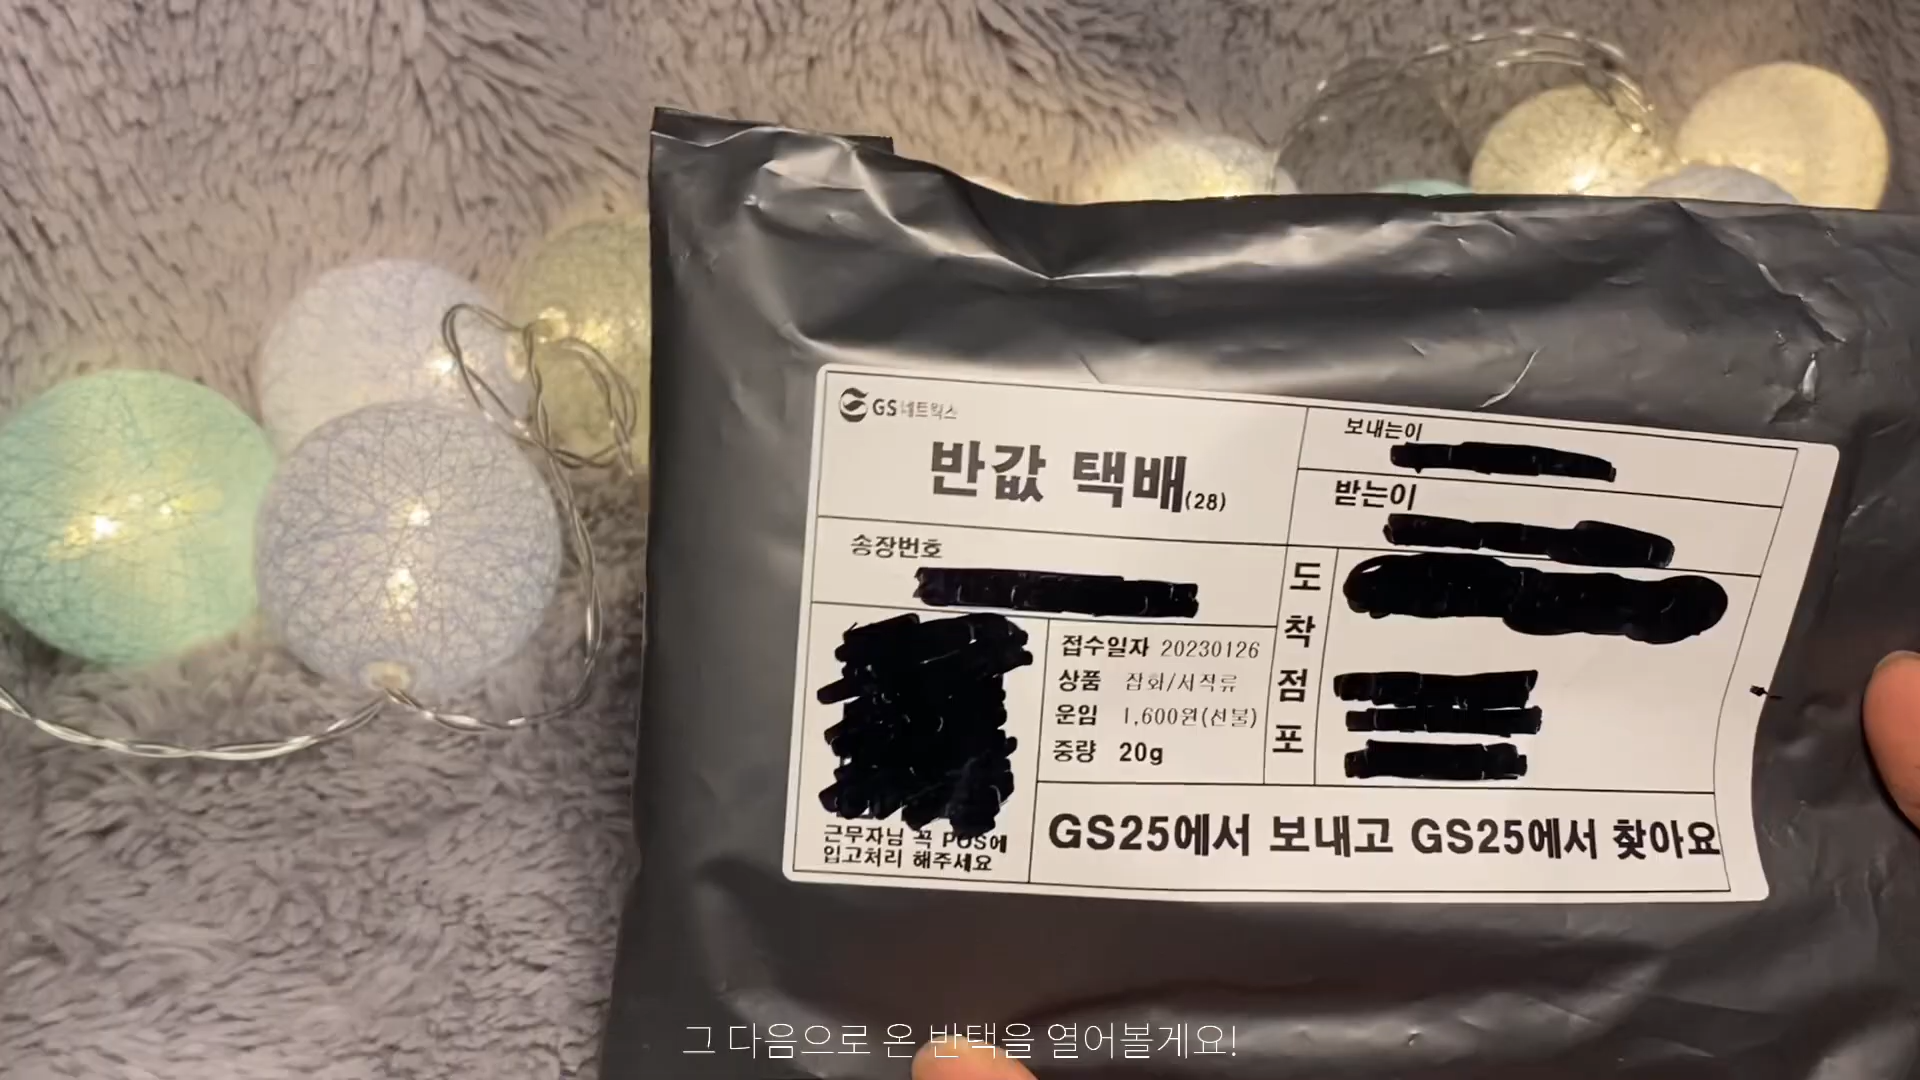 GS네트웍스
반값 택배(28)
보내는이
받는이
송장번호
도착점포
접수일자 20230126
상품 잡화/서적류
운임 1,600원(선불)
중량 20g
근무자님 꼭 POS에
입고처리 해주세요
GS25에서 보내고 GS25에서 찾아요
그 다음으로 온 반택을 열어볼게요!